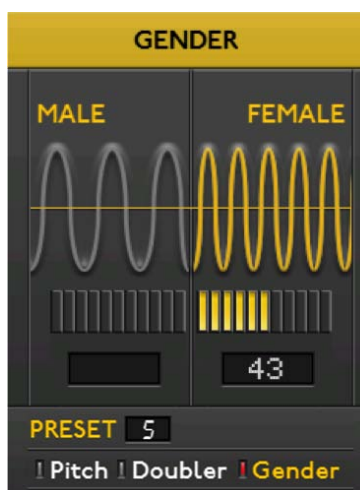 GENDER
MALE FEMALE
43
PRESET 5
Pitch Doubler Gender